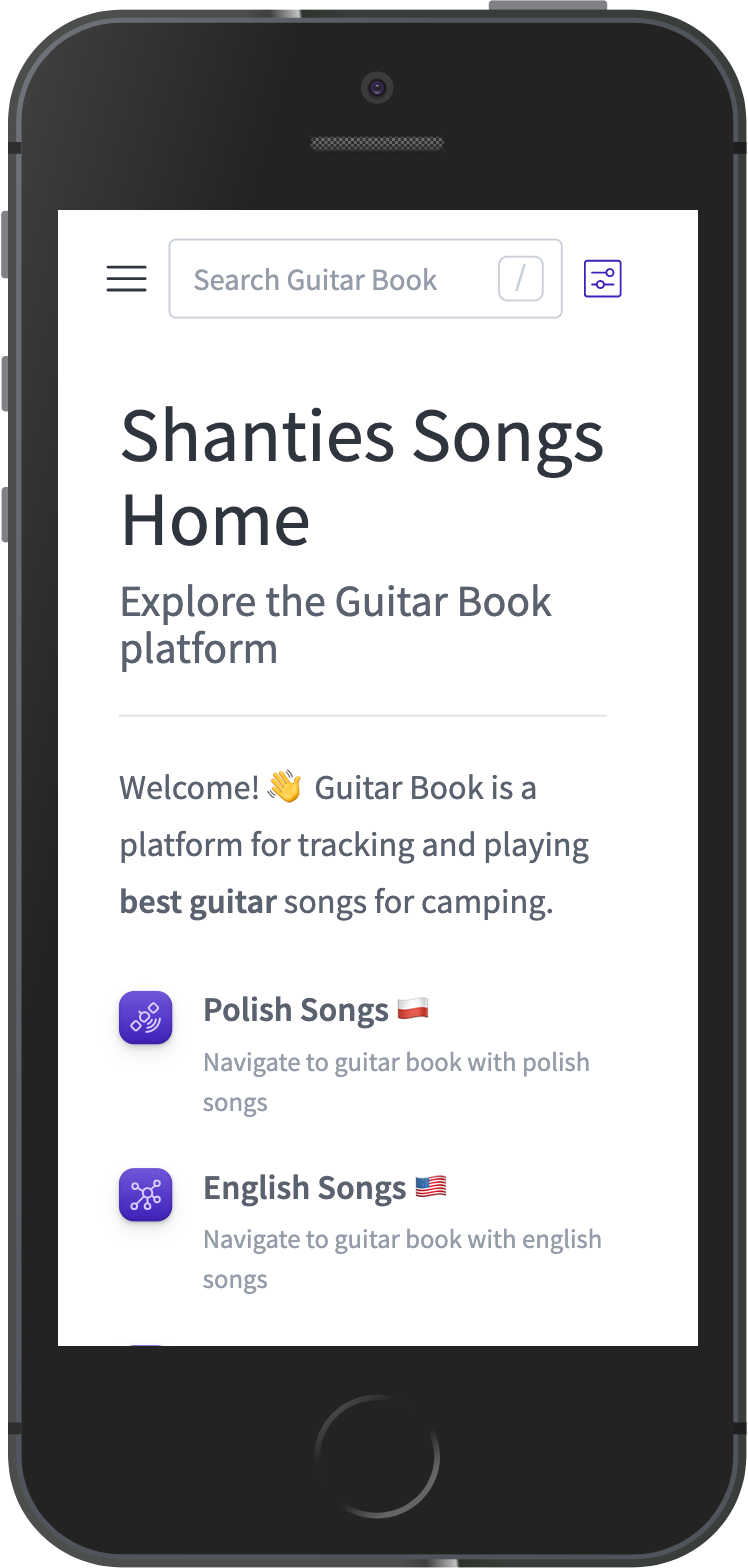 Search Guitar Book /
Shanties Songs
Home
Explore the Guitar Book
platform
Welcome! 👋 Guitar Book is a
platform for tracking and playing
best guitar songs for camping.
Polish Songs 🇵🇱
Navigate to guitar book with polish
songs
English Songs 🇺🇸
Navigate to guitar book with english
songs